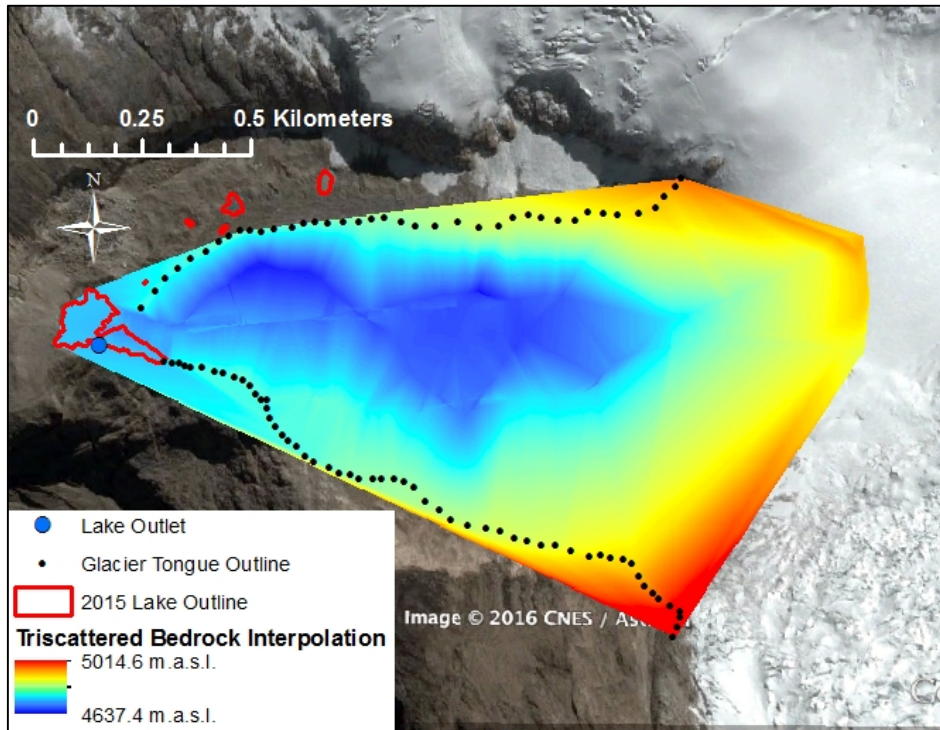 0 0.25 0.5 Kilometers
N
Lake Outlet
Glacier Tongue Outline
2015 Lake Outline
Triscattered Bedrock Interpolation
5014.6 m.a.s.l.
4637.4 m.a.s.l.
Image © 2016 CNES /